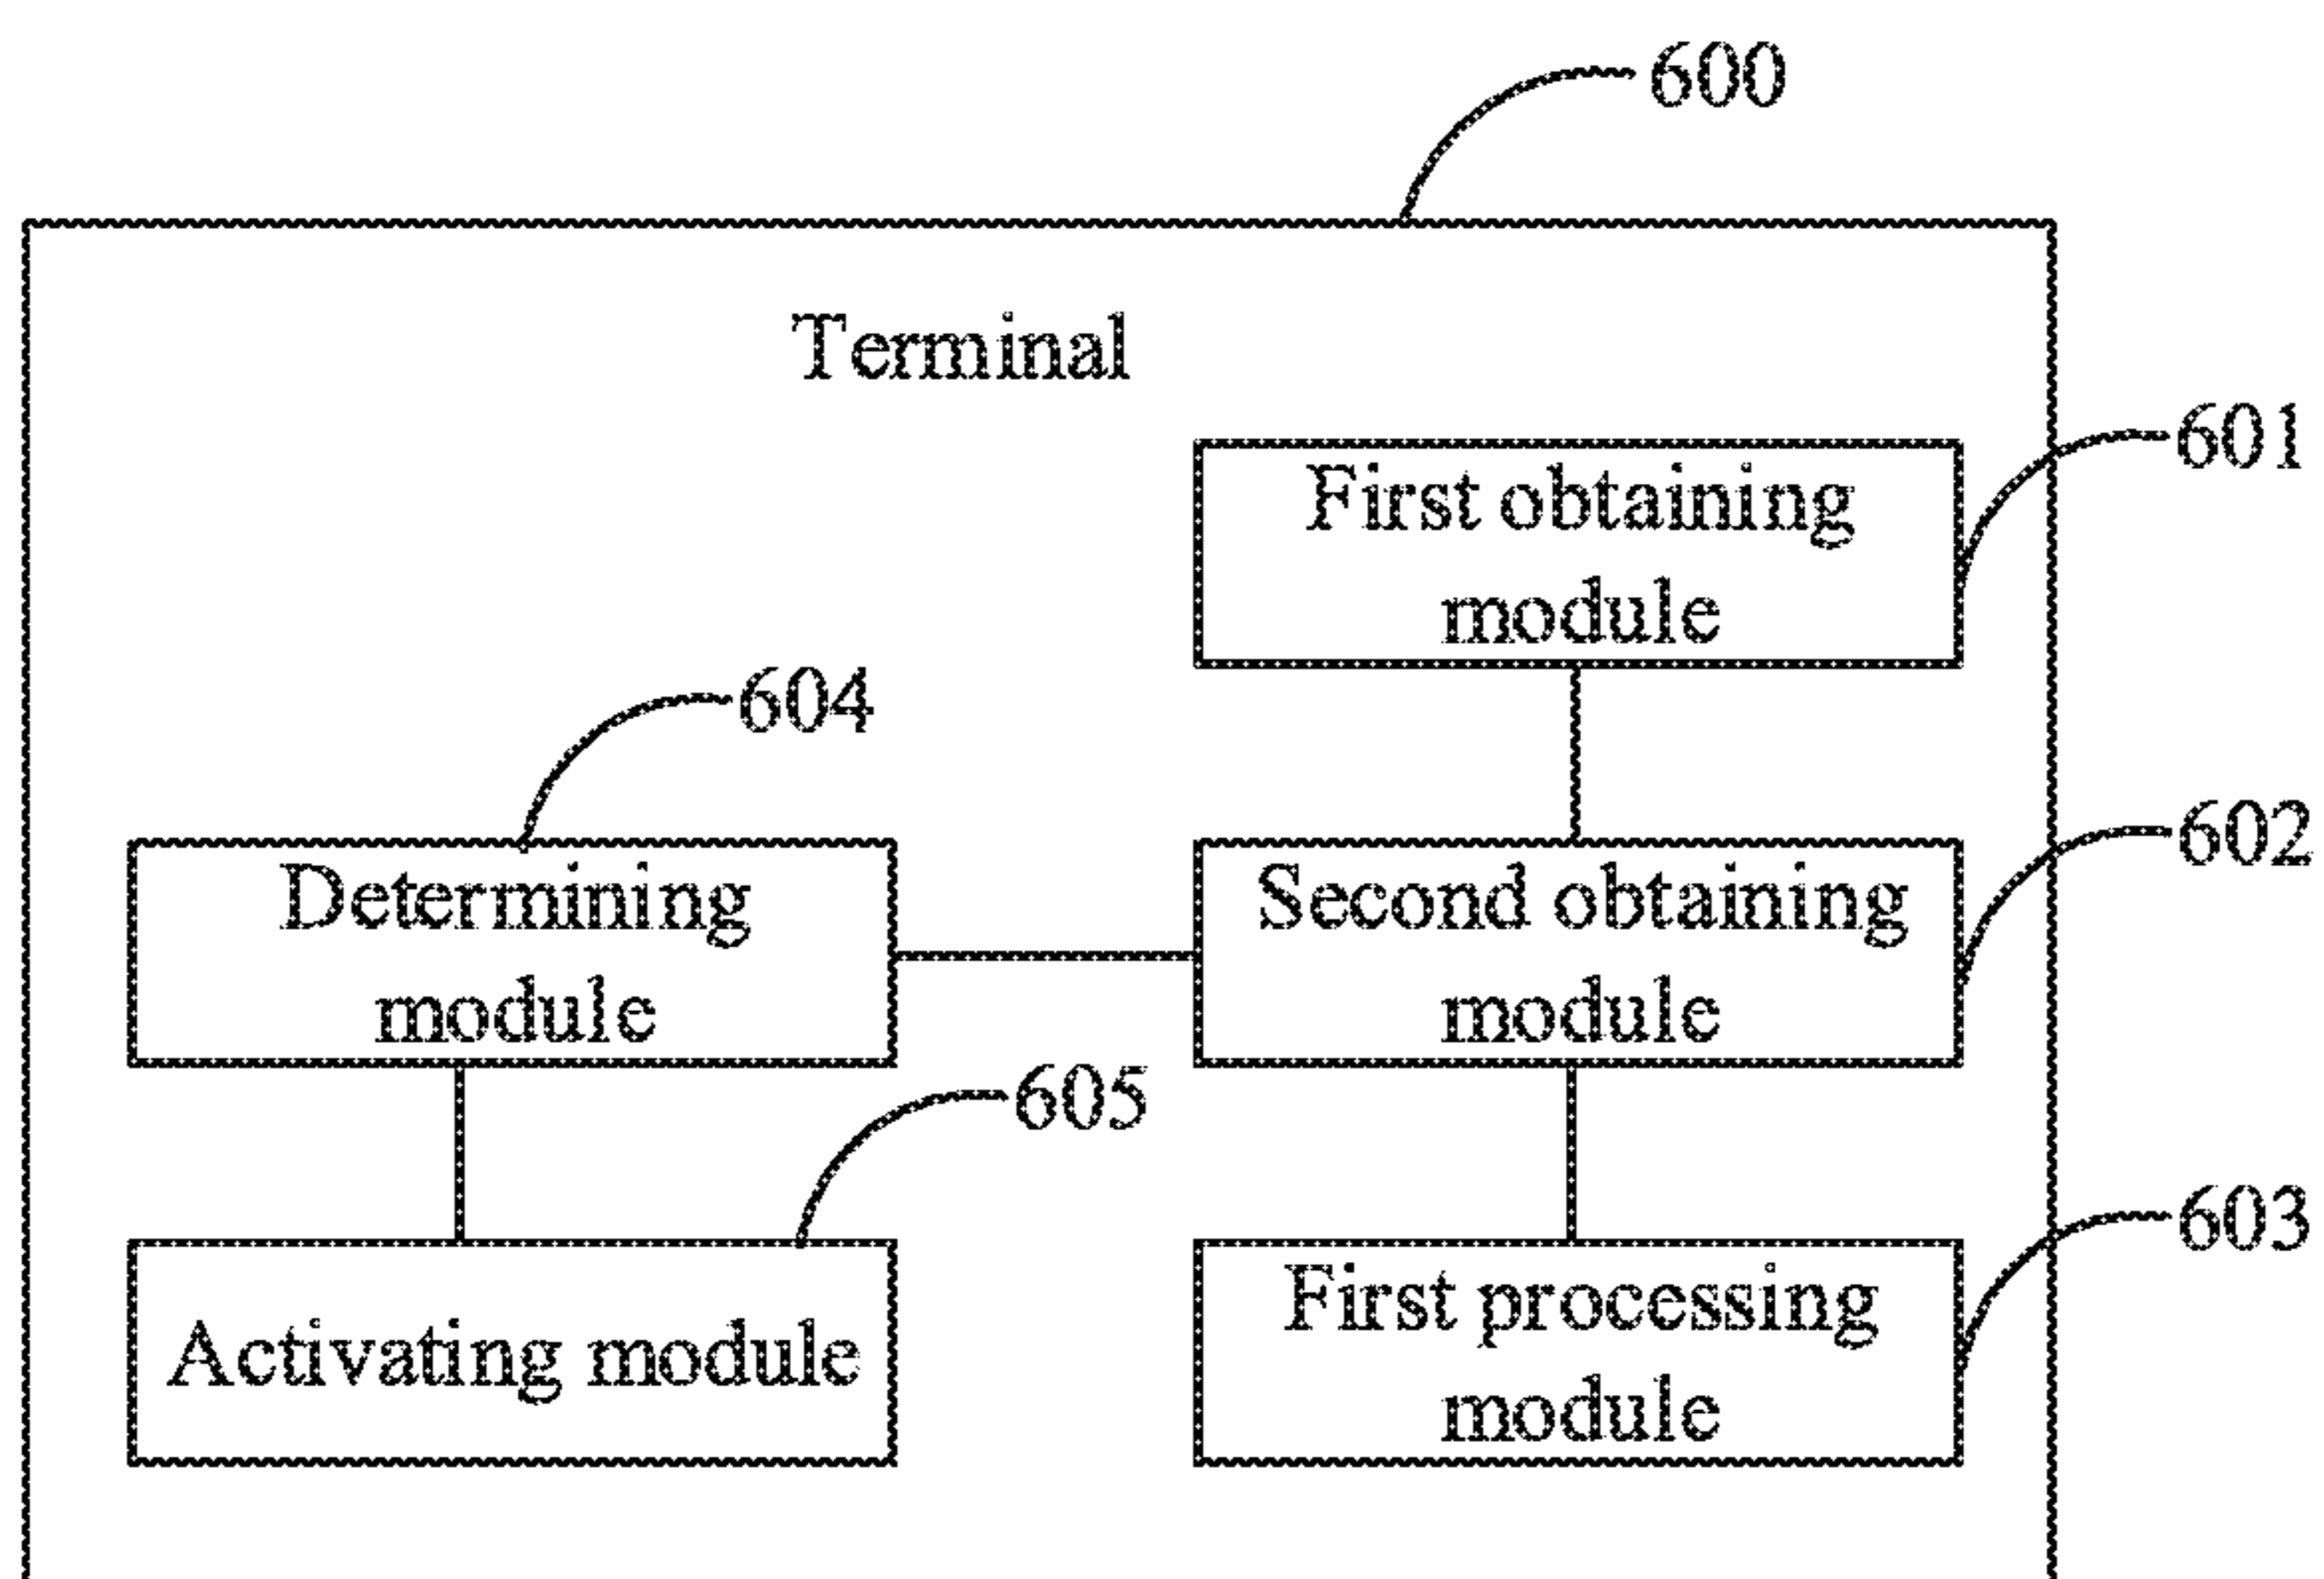 600
Terminal
601
First obtaining
module
604
602
Determining
module
Second obtaining
module
605
603
Activating module
First processing
module